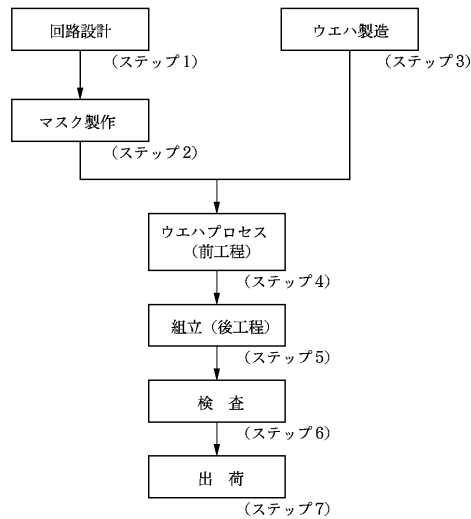 回路設計
(ステップ1)
ウエハ製造
(ステップ3)
マスク製作
(ステップ2)
ウエハプロセス
(前工程)
(ステップ4)
組立(後工程)
(ステップ5)
検 査
(ステップ6)
出 荷
(ステップ7)